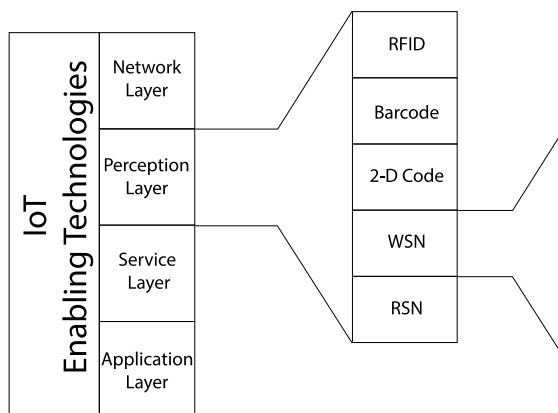 IoT
Enabling Technologies
Network
Layer
Perception
Layer
Service
Layer
Application
Layer
RFID
Barcode
2-D Code
WSN
RSN